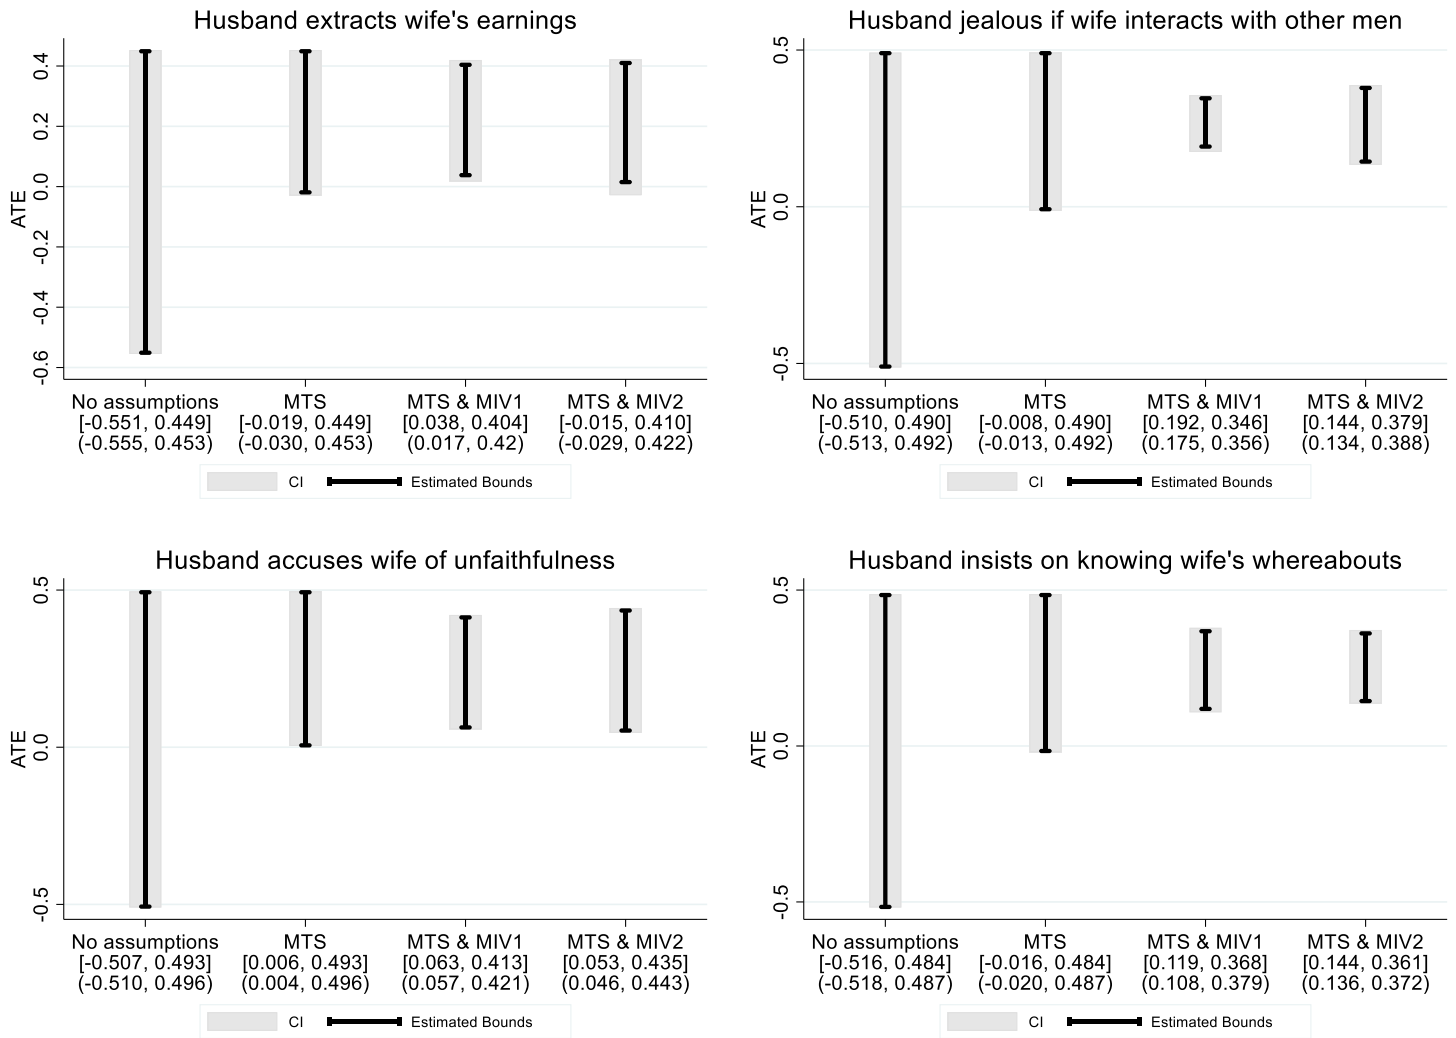 Husband extracts wife's earnings
ATE
0.4
0.2
0.0
-0.2
-0.4
-0.6
No assumptions MTS MTS & MIV1 MTS & MIV2
[-0.551, 0.449] [-0.019, 0.449] [0.038, 0.404] [-0.015, 0.410]
(-0.555, 0.453) (-0.030, 0.453) (0.017, 0.42) (-0.029, 0.422)
CI Estimated Bounds
Husband jealous if wife interacts with other men
ATE
0.5
0.0
-0.5
No assumptions MTS MTS & MIV1 MTS & MIV2
[-0.510, 0.490] [-0.008, 0.490] [0.192, 0.346] [0.144, 0.379]
(-0.513, 0.492) (-0.013, 0.492) (0.175, 0.356) (0.134, 0.388)
CI Estimated Bounds
Husband accuses wife of unfaithfulness
ATE
0.5
0.0
-0.5
No assumptions MTS MTS & MIV1 MTS & MIV2
[-0.507, 0.493] [0.006, 0.493] [0.063, 0.413] [0.053, 0.435]
(-0.510, 0.496) (0.004, 0.496) (0.057, 0.421) (0.046, 0.443)
CI Estimated Bounds
Husband insists on knowing wife's whereabouts
ATE
0.5
0.0
-0.5
No assumptions MTS MTS & MIV1 MTS & MIV2
[-0.516, 0.484] [-0.016, 0.484] [0.119, 0.368] [0.144, 0.361]
(-0.518, 0.487) (-0.020, 0.487) (0.108, 0.379) (0.136, 0.372)
CI Estimated Bounds